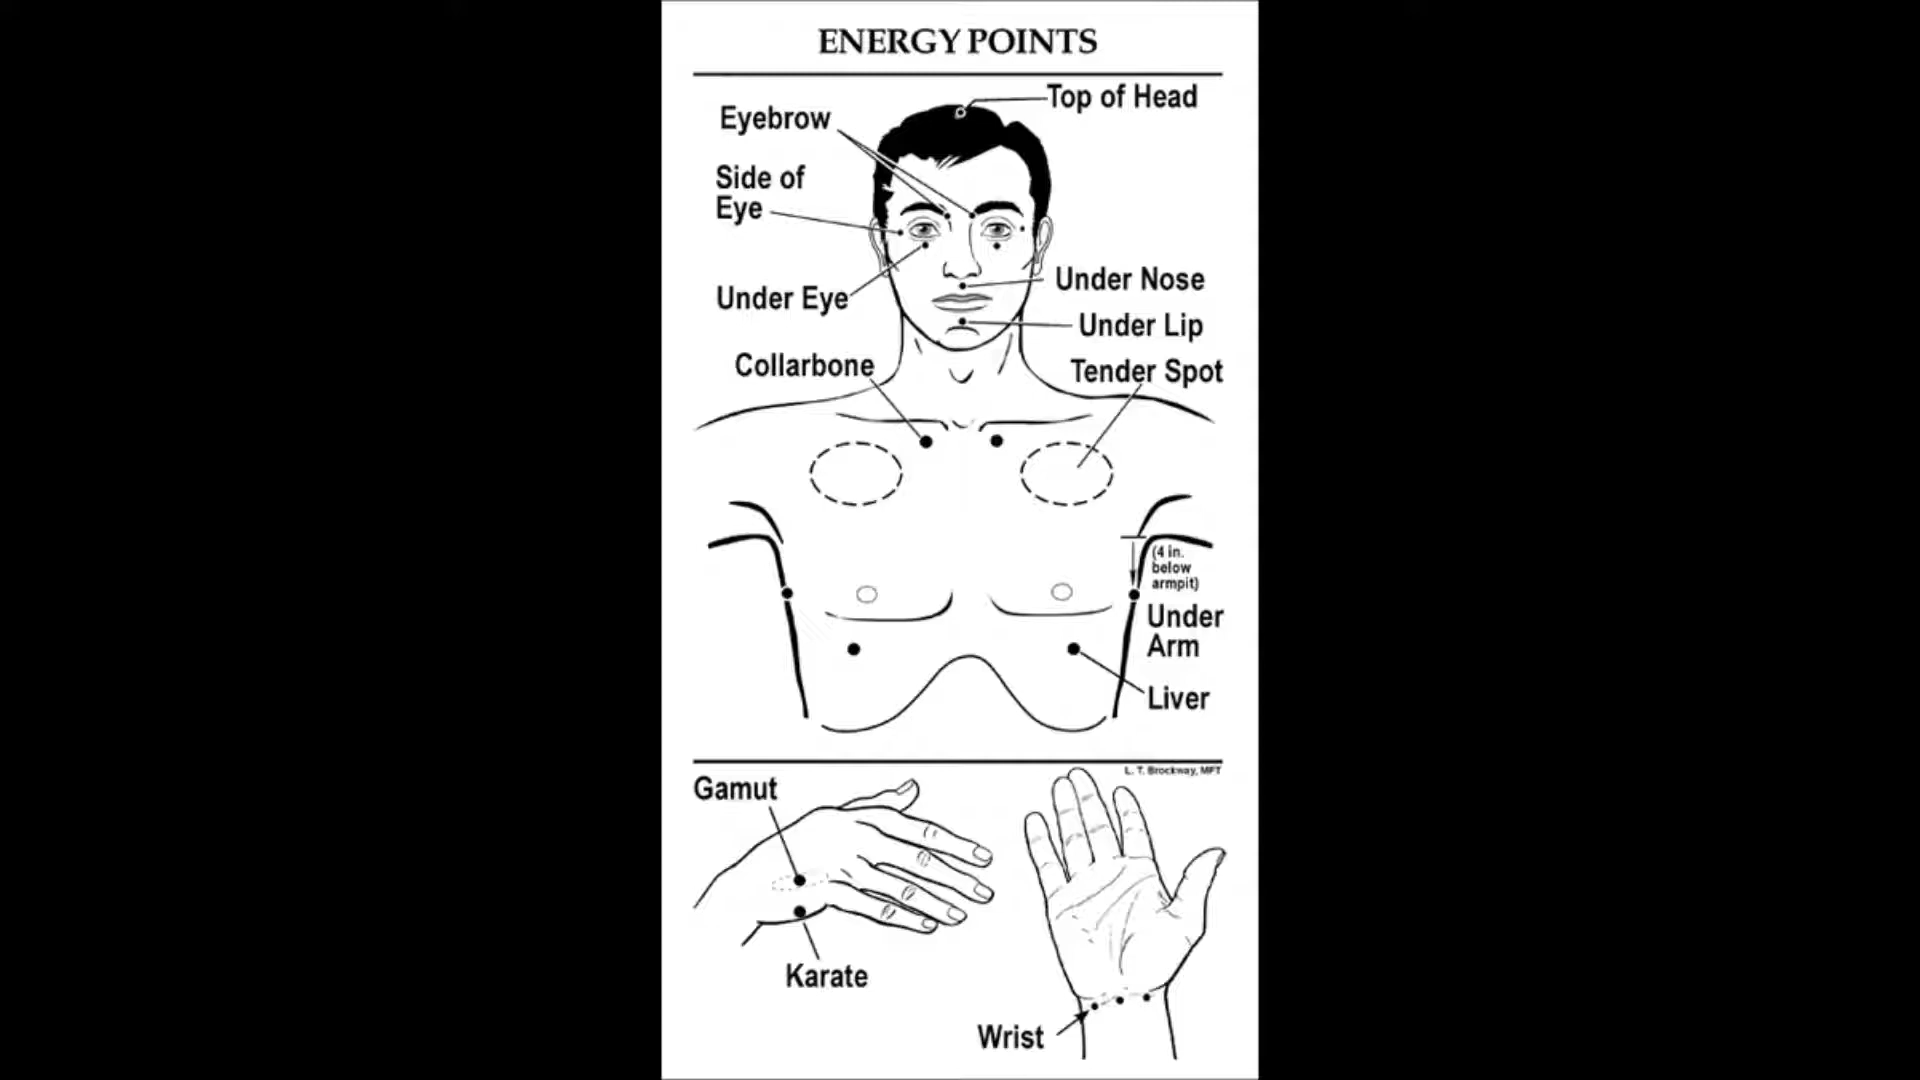 ENERGY POINTS
Top of Head
Eyebrow
Side of
Eye
Under Eye
Under Nose
Under Lip
Collarbone
Tender Spot
(4 in.
below
armpit)
Under
Arm
Liver
L. T. Brockway, MFT
Gamut
Karate
Wrist